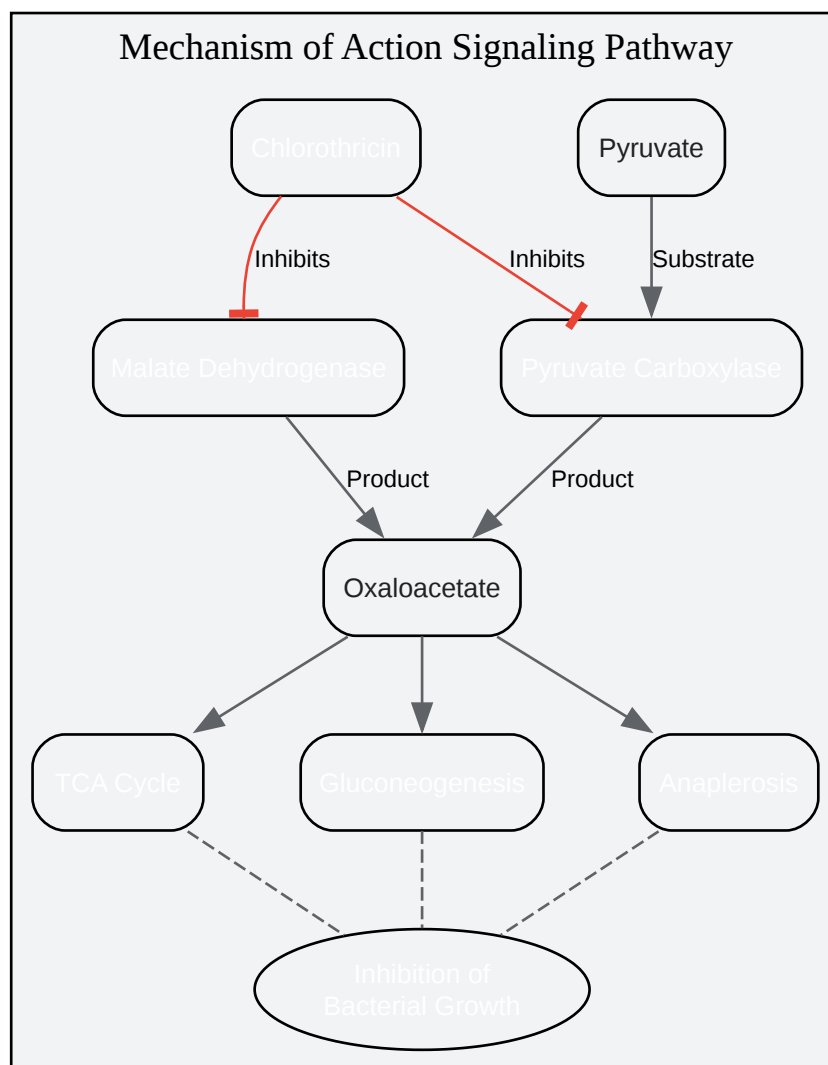 Mechanism of Action Signaling Pathway
Chlorothricin
Pyruvate
Inhibits
Inhibits
Substrate
Malate Dehydrogenase
Pyruvate Carboxylase
Product
Product
Oxaloacetate
TCA Cycle
Gluconeogenesis
Anaplerosis
Inhibition of
Bacterial Growth